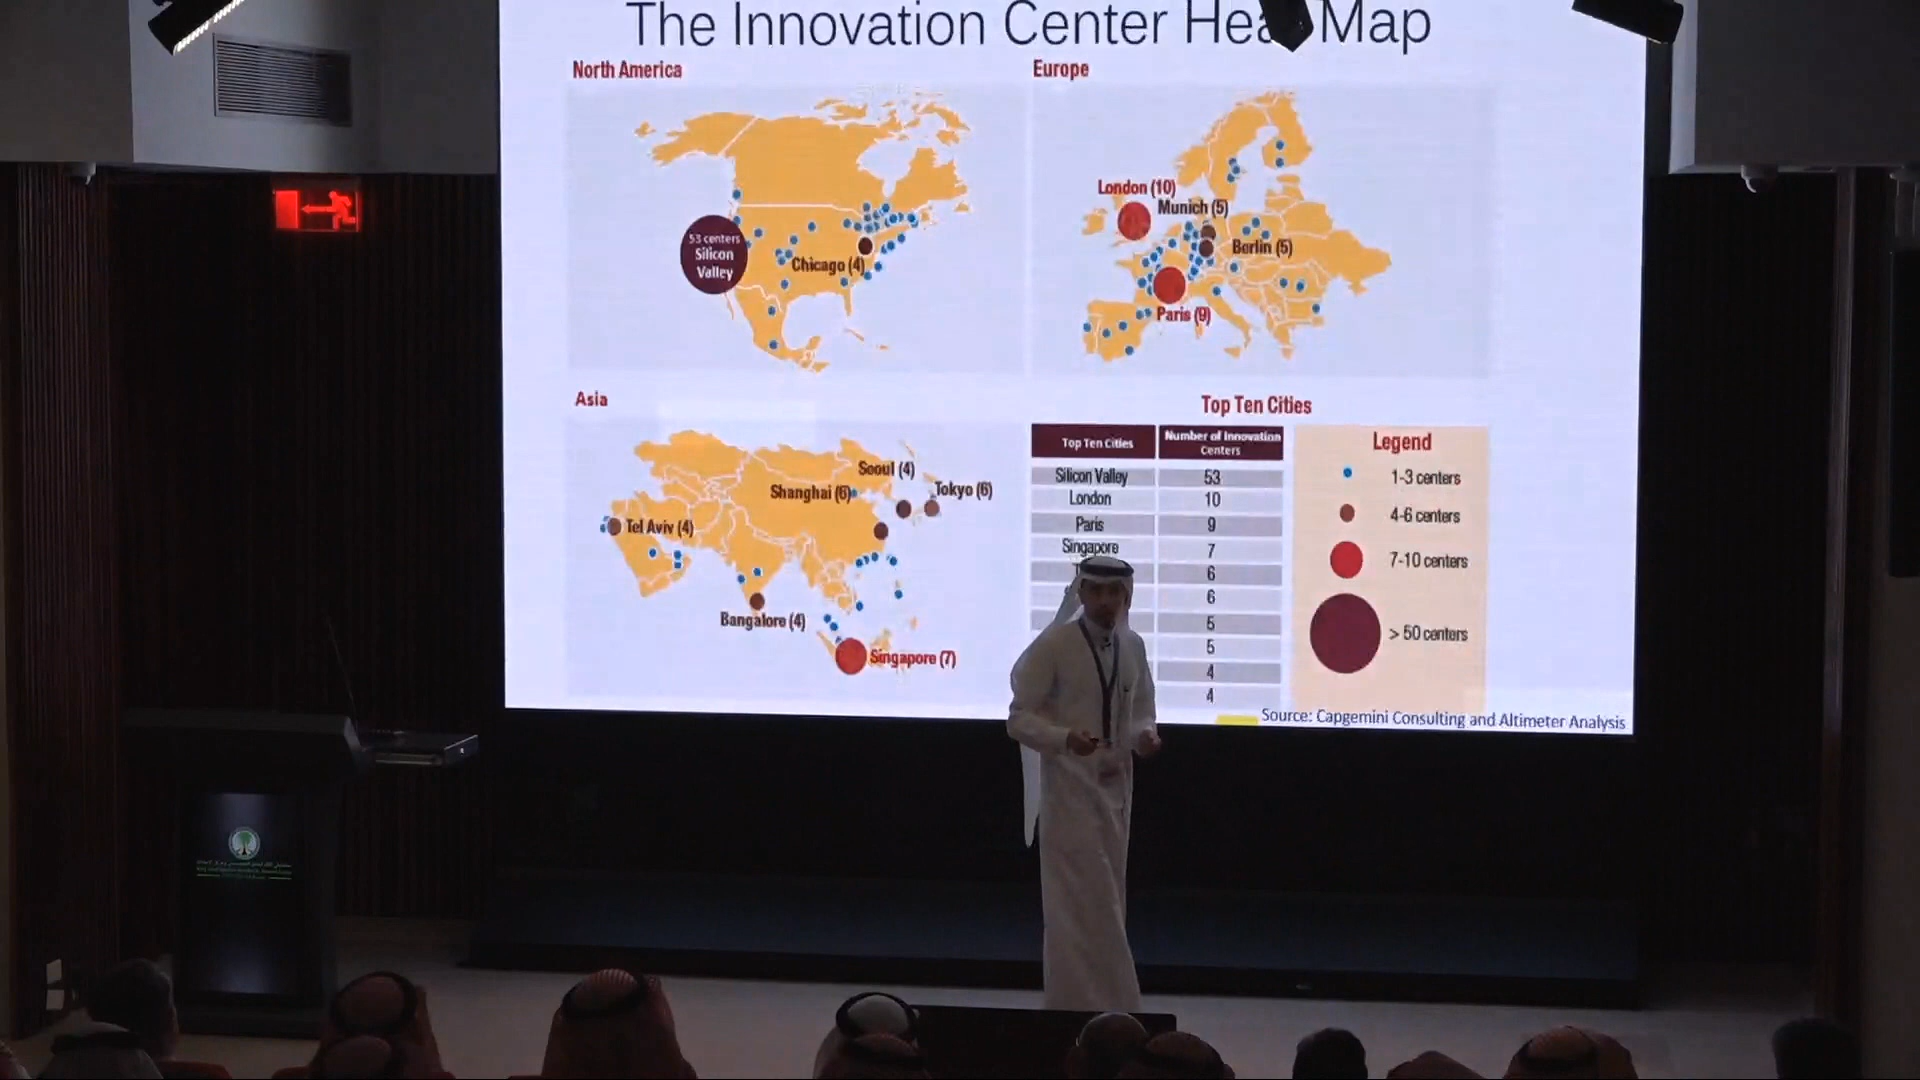 The Innovation Center Hea Map
North America
53 centers
Silicon
Valley
Chicago (4)
Europe
London (10)
Munich (5)
Berlin (5)
Paris (9)
Asia
Seoul (4)
Shanghai (6)
Tokyo (6)
Tel Aviv (4)
Bangalore (4)
Singapore (7)
Top Ten Cities
Top Ten Cities
Number of Innovation
Centers
Silicon Valley 53
London 10
Paris 9
Singapore 7
6
6
5
5
4
4
Legend
1-3 centers
4-6 centers
7-10 centers
> 50 centers
Source: Capgemini Consulting and Altimeter Analysis